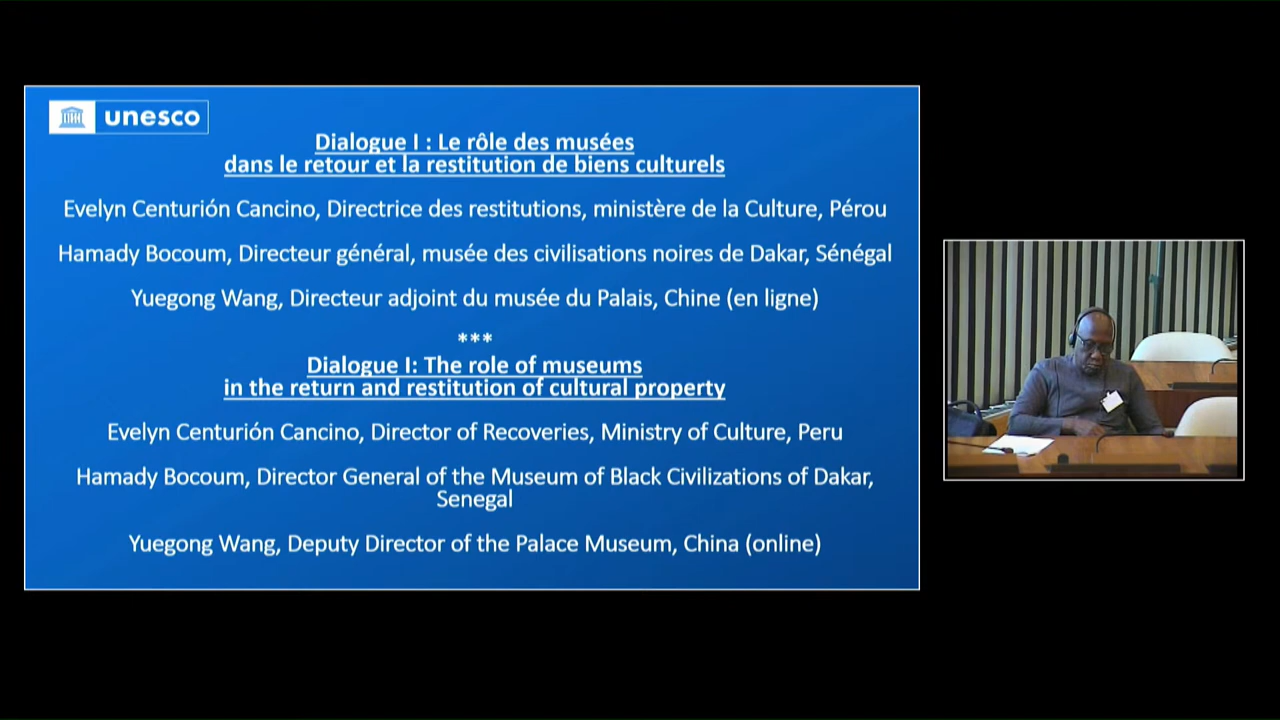 unesco
Dialogue I : Le rôle des musées
dans le retour et la restitution de biens culturels
Evelyn Centurión Cancino, Directrice des restitutions, ministère de la Culture, Pérou
Hamady Bocoum, Directeur général, musée des civilisations noires de Dakar, Sénégal
Yuegong Wang, Directeur adjoint du musée du Palais, Chine (en ligne)
***
Dialogue I: The role of museums
in the return and restitution of cultural property
Evelyn Centurión Cancino, Director of Recoveries, Ministry of Culture, Peru
Hamady Bocoum, Director General of the Museum of Black Civilizations of Dakar,
Senegal
Yuegong Wang, Deputy Director of the Palace Museum, China (online)